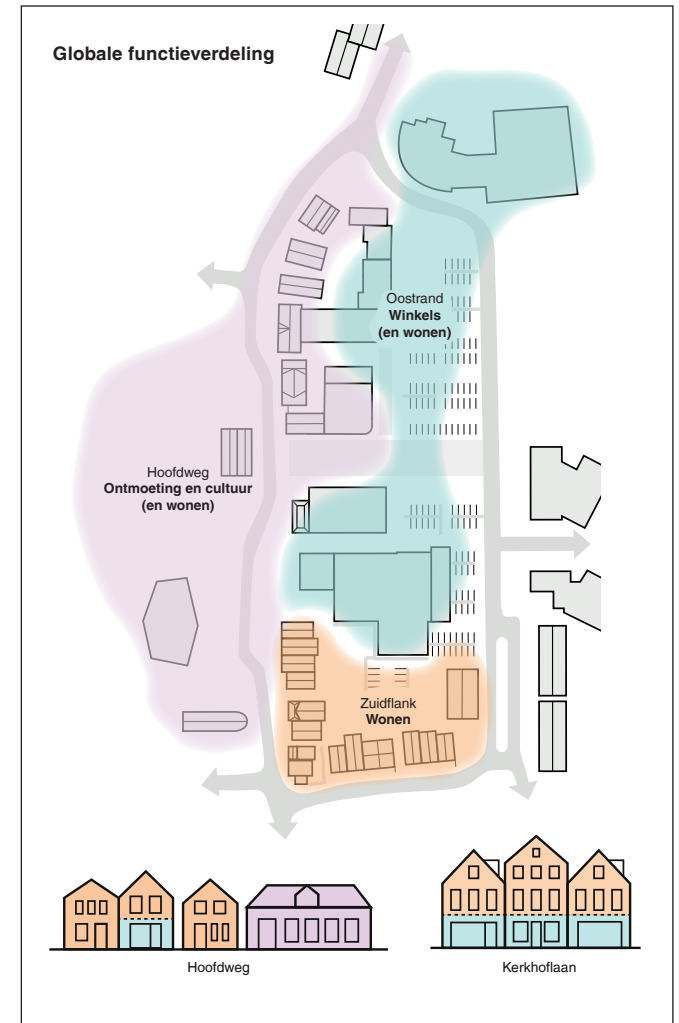 Globale functieverdeling
Oostrand
Winkels
(en wonen)
Hoofdweg
Ontmoeting en cultuur
(en wonen)
Zuidflank
Wonen
Hoofdweg
Kerkhoflaan